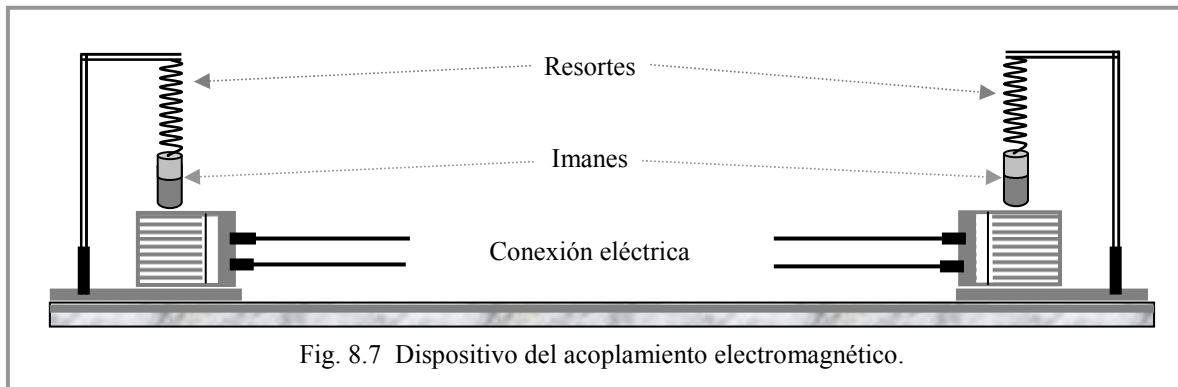 Resortes
Imanes
Conexión eléctrica
Fig. 8.7 Dispositivo del acoplamiento electromagnético.